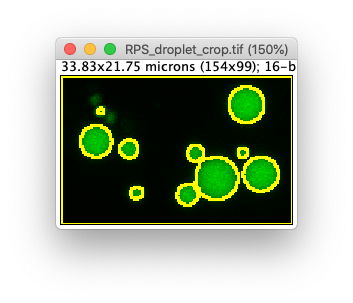 RPS_droplet_crop.tif (150%)
33.83x21.75 microns (154x99); 16-b